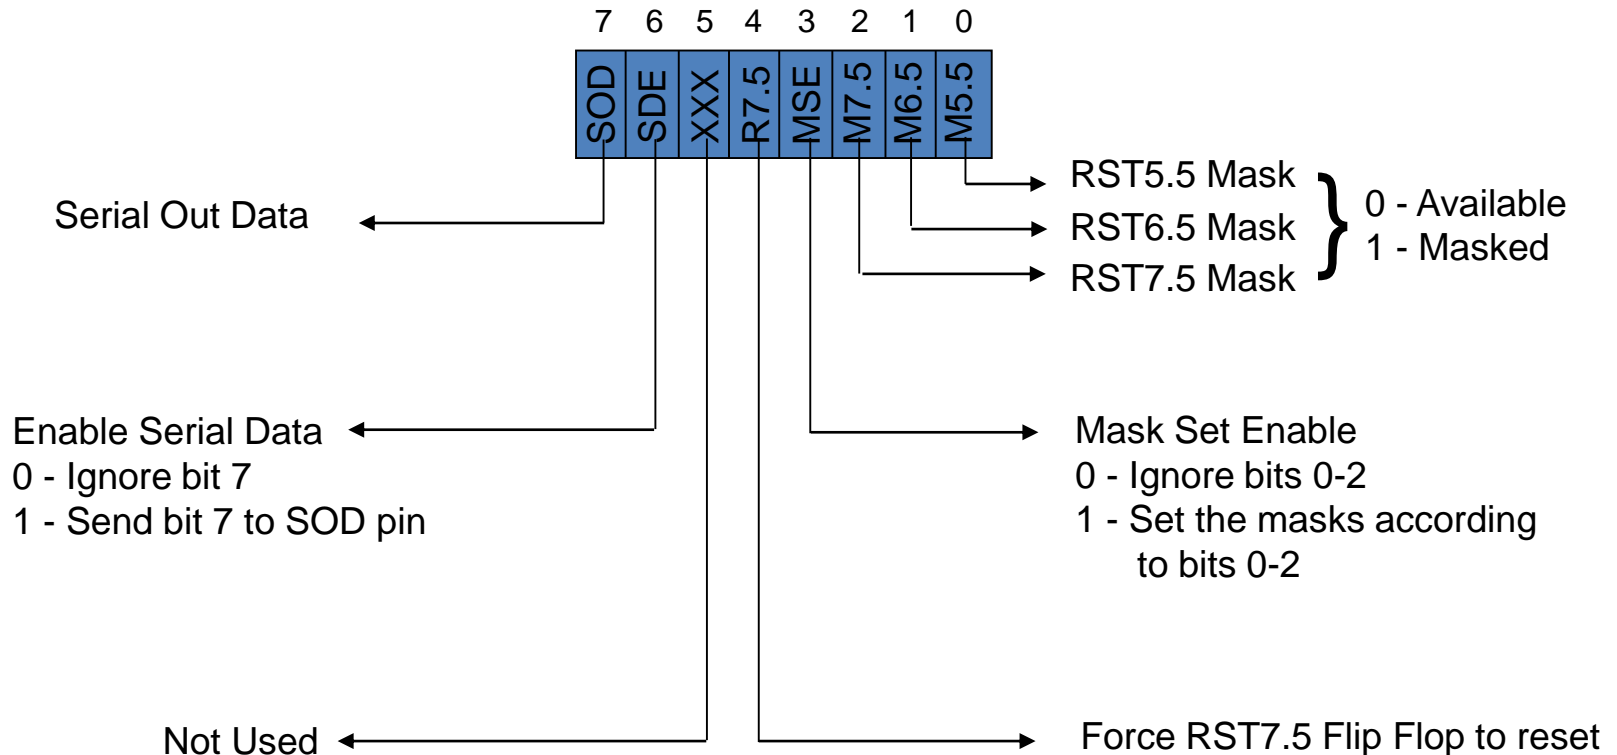 7 6 5 4 3 2 1 0
SOD SDE XXX R7.5 MSE M7.5 M6.5 M5.5
RST5.5 Mask
RST6.5 Mask
RST7.5 Mask
}
0 - Available
1 - Masked
Serial Out Data
Enable Serial Data
0 - Ignore bit 7
1 - Send bit 7 to SOD pin
Mask Set Enable
0 - Ignore bits 0-2
1 - Set the masks according
to bits 0-2
Not Used
Force RST7.5 Flip Flop to reset